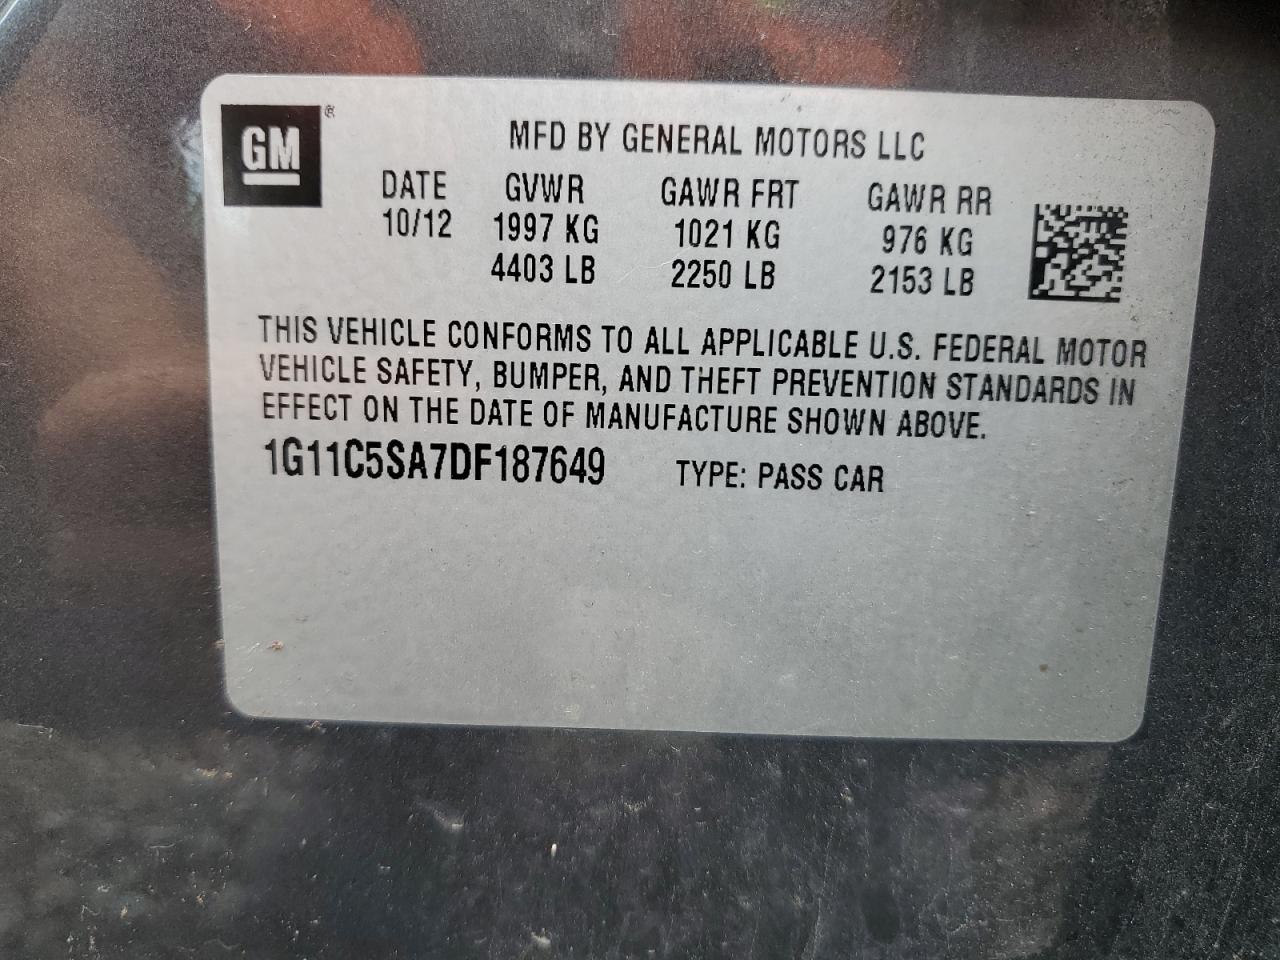 GM ®
MFD BY GENERAL MOTORS LLC
DATE GVWR GAWR FRT GAWR RR
10/12 1997 KG 1021 KG 976 KG
4403 LB 2250 LB 2153 LB
THIS VEHICLE CONFORMS TO ALL APPLICABLE U.S. FEDERAL MOTOR
VEHICLE SAFETY, BUMPER, AND THEFT PREVENTION STANDARDS IN
EFFECT ON THE DATE OF MANUFACTURE SHOWN ABOVE.
1G11C5SA7DF187649 TYPE: PASS CAR